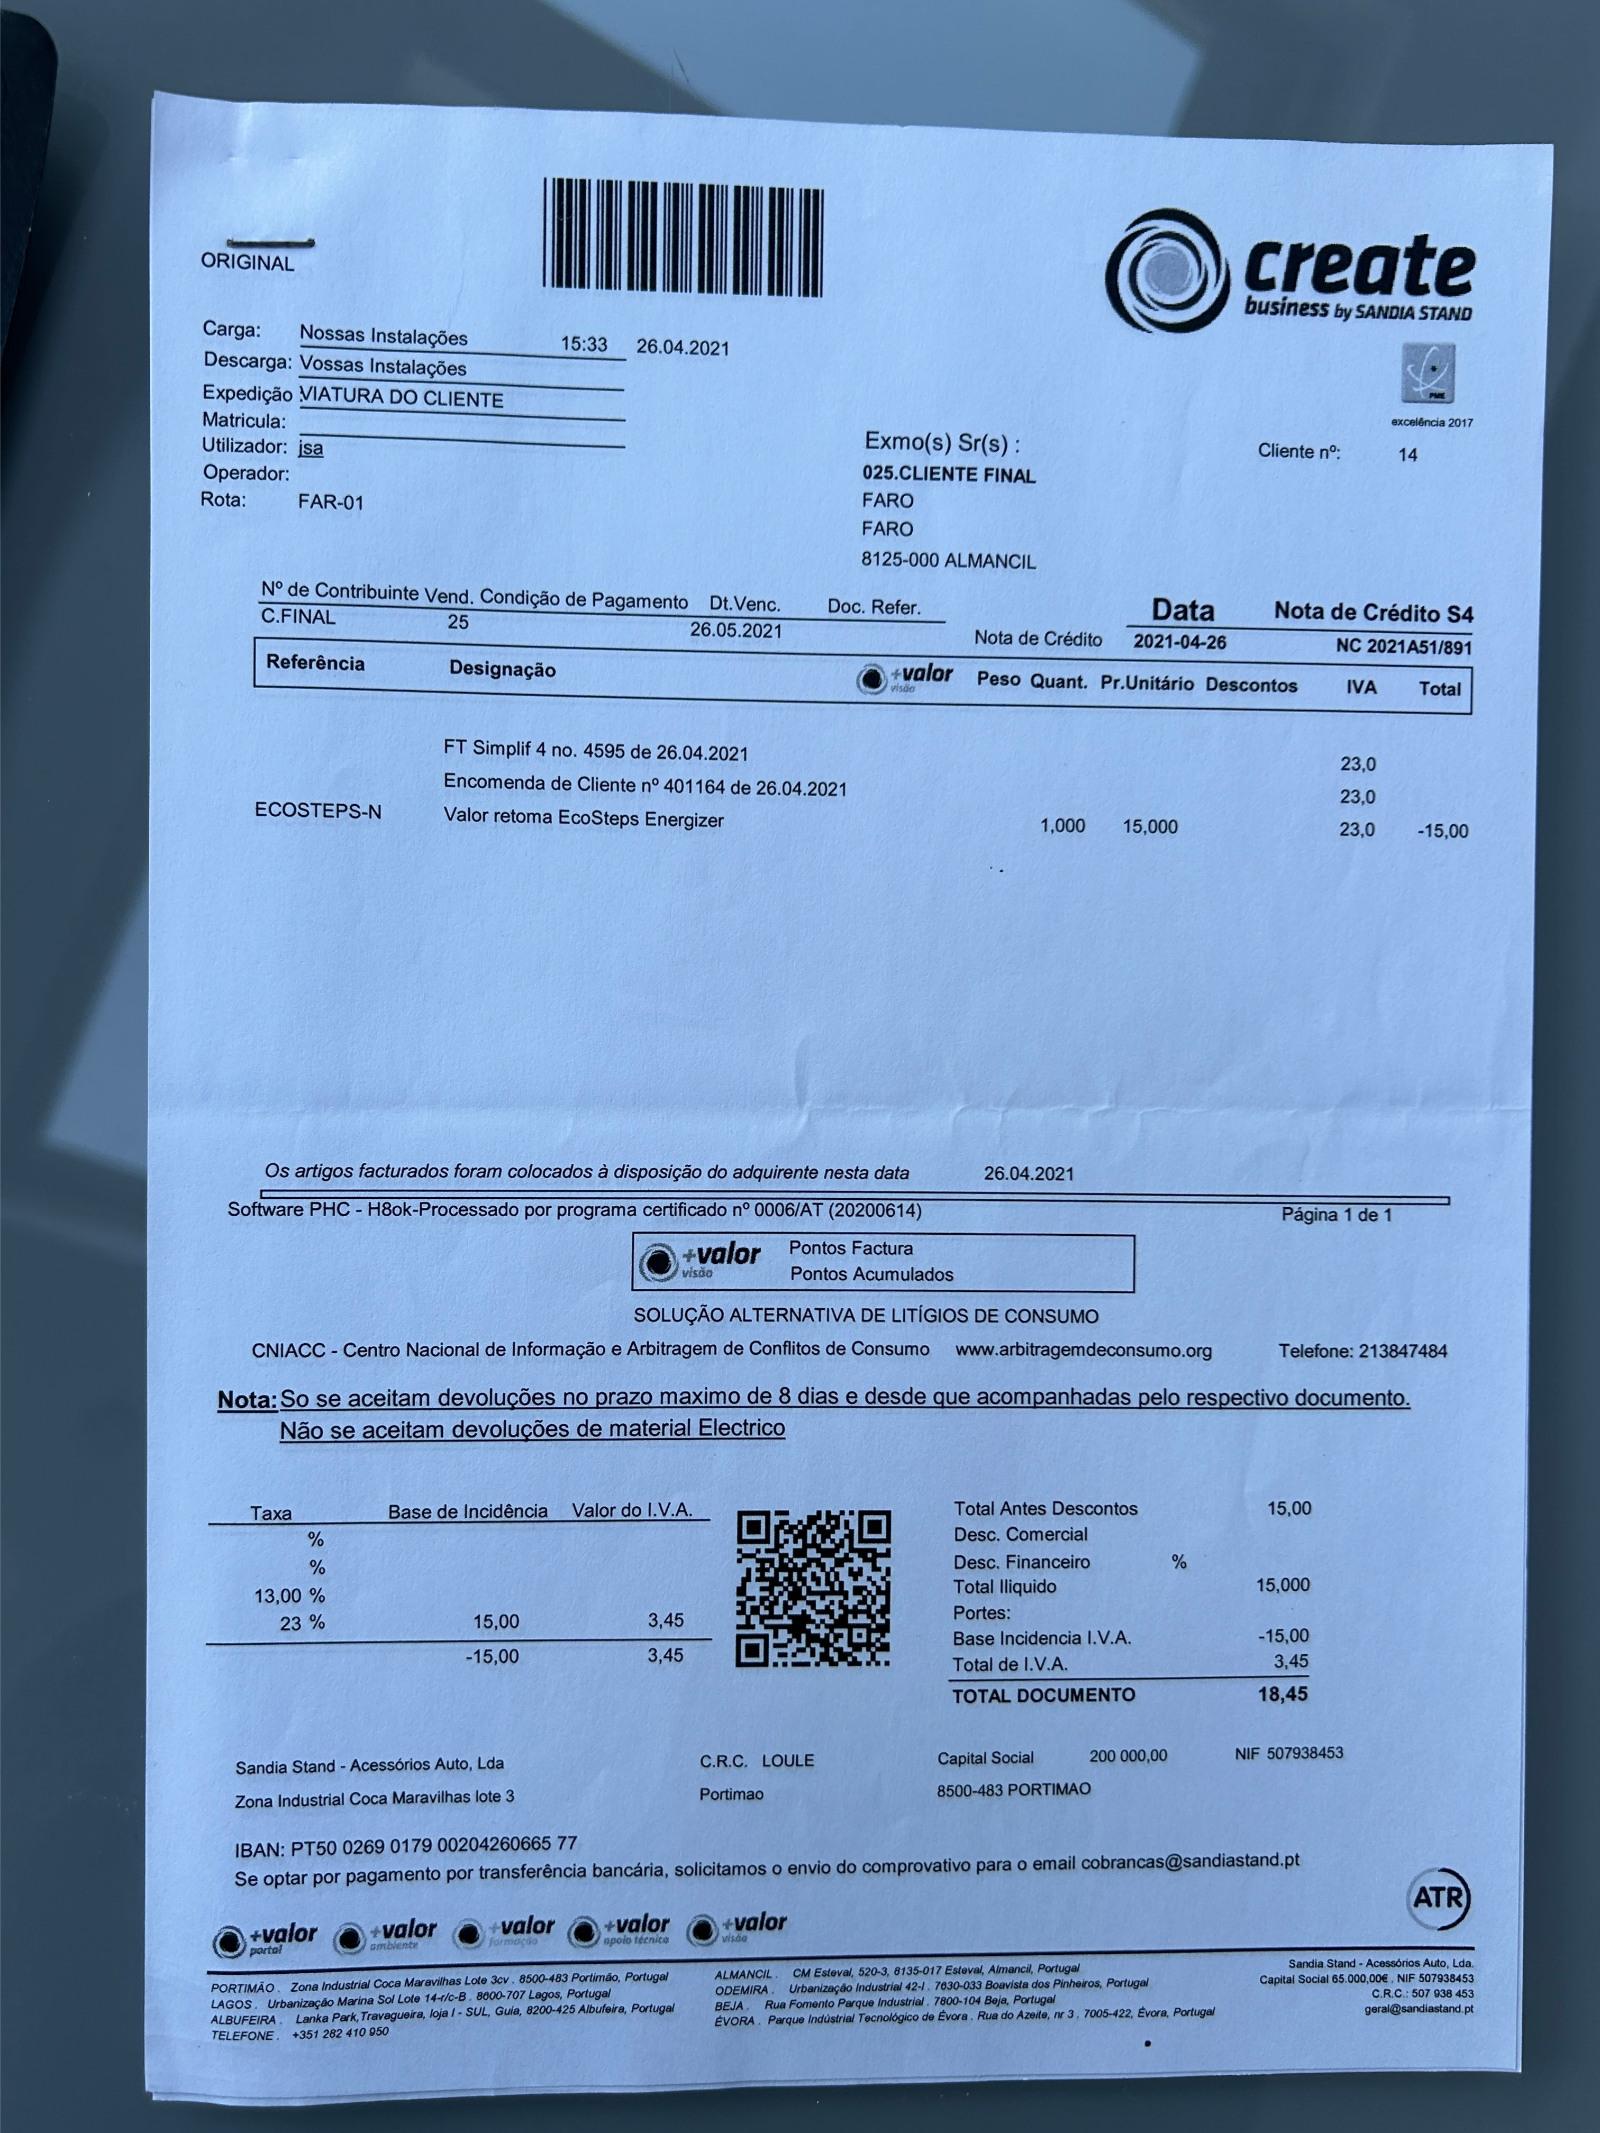 ORIGINAL
create
business by SANDIA STAND
PME
excelência 2017
Carga: Nossas Instalações 15:33 26.04.2021
Descarga: Vossas Instalações
Expedição VIATURA DO CLIENTE
Matricula:
Utilizador: jsa
Operador:
Rota: FAR-01
Exmo(s) Sr(s) : Cliente nº: 14
025.CLIENTE FINAL
FARO
FARO
8125-000 ALMANCIL
Nº de Contribuinte Vend. Condição de Pagamento Dt.Venc. Doc. Refer. Data Nota de Crédito S4
C.FINAL 25 26.05.2021 Nota de Crédito 2021-04-26 NC 2021A51/891
Referência Designação +valor visão Peso Quant. Pr.Unitário Descontos IVA Total
FT Simplif 4 no. 4595 de 26.04.2021 23,0
Encomenda de Cliente nº 401164 de 26.04.2021 23,0
ECOSTEPS-N Valor retoma EcoSteps Energizer 1,000 15,000 23,0 -15,00
Os artigos facturados foram colocados à disposição do adquirente nesta data 26.04.2021
Software PHC - H8ok-Processado por programa certificado nº 0006/AT (20200614) Página 1 de 1
+valor visão Pontos Factura
Pontos Acumulados
SOLUÇÃO ALTERNATIVA DE LITÍGIOS DE CONSUMO
CNIACC - Centro Nacional de Informação e Arbitragem de Conflitos de Consumo www.arbitragemdeconsumo.org Telefone: 213847484
Nota: So se aceitam devoluções no prazo maximo de 8 dias e desde que acompanhadas pelo respectivo documento.
Não se aceitam devoluções de material Electrico
Taxa Base de Incidência Valor do I.V.A.
%
%
13,00 %
23 % 15,00 3,45
-15,00 3,45
Total Antes Descontos 15,00
Desc. Comercial
Desc. Financeiro %
Total Iliquido 15,000
Portes:
Base Incidencia I.V.A. -15,00
Total de I.V.A. 3,45
TOTAL DOCUMENTO 18,45
Sandia Stand - Acessórios Auto, Lda C.R.C. LOULE Capital Social 200 000,00 NIF 507938453
Zona Industrial Coca Maravilhas lote 3 Portimao 8500-483 PORTIMAO
IBAN: PT50 0269 0179 00204260665 77
Se optar por pagamento por transferência bancária, solicitamos o envio do comprovativo para o email cobrancas@sandiastand.pt
ATR
+valor portal +valor ambiente +valor formação +valor apoio técnico +valor visão
PORTIMÃO . Zona Industrial Coca Maravilhas Lote 3cv . 8500-483 Portimão, Portugal
LAGOS . Urbanização Marina Sol Lote 14-r/c-B . 8600-707 Lagos, Portugal
ALBUFEIRA . Lanka Park, Travagueira, loja I - SUL, Guia, 8200-425 Albufeira, Portugal
TELEFONE . +351 282 410 950
ALMANCIL . CM Esteval, 520-3, 8135-017 Esteval, Almancil, Portugal
ODEMIRA . Urbanização Industrial 42-I . 7630-033 Boavista dos Pinheiros, Portugal
BEJA . Rua Fomento Parque Industrial . 7800-104 Beja, Portugal
ÉVORA . Parque Indústrial Tecnológico de Évora . Rua do Azeite, nr 3 , 7005-422, Évora, Portugal
Sandia Stand - Acessórios Auto, Lda.
Capital Social 65.000,00€ . NIF 507938453
C.R.C.: 507 938 453
geral@sandiastand.pt